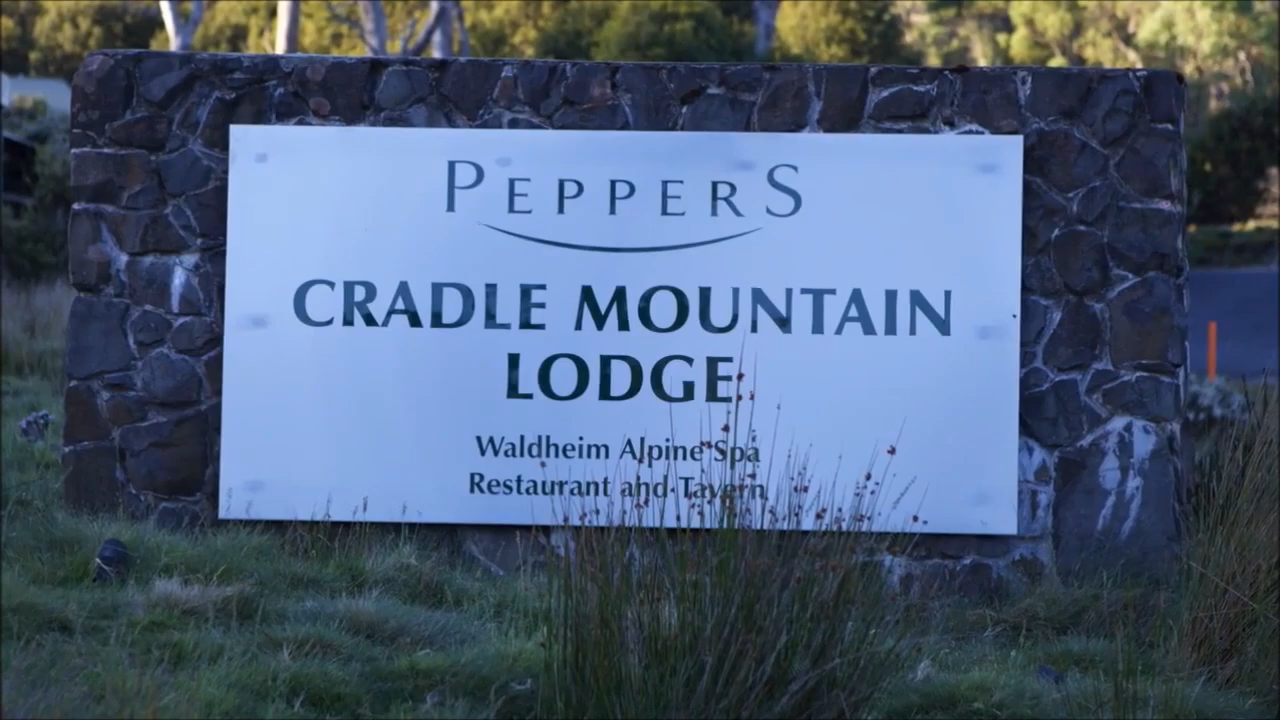 PEPPERS
CRADLE MOUNTAIN
LODGE
Waldheim Alpine Spa
Restaurant and Tavern